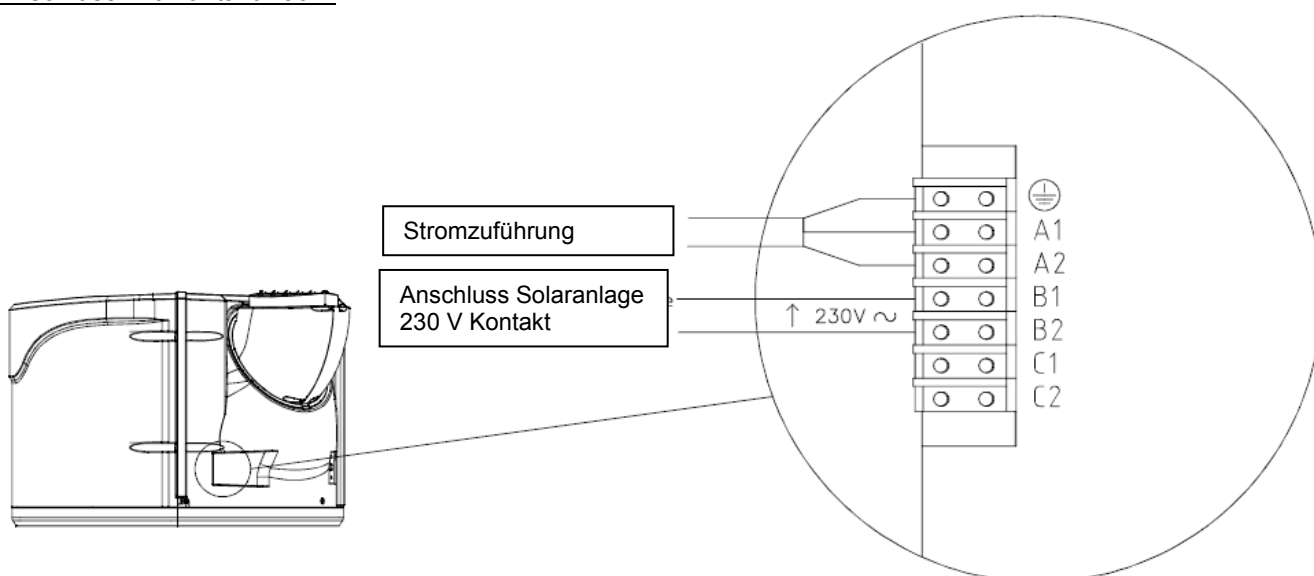 Stromzuführung
A1
A2
Anschluss Solaranlage
230 V Kontakt
↑ 230V ~
B1
B2
C1
C2